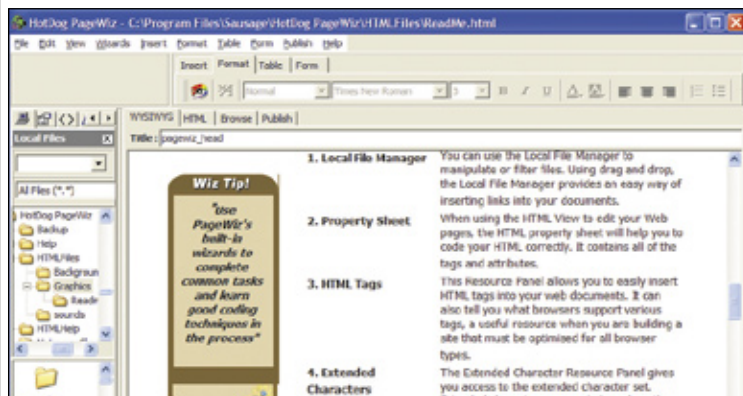 HotDog PageWiz - C:\Program Files\Sausage\HotDog PageWiz\HTMLFiles\ReadMe.html
File Edit View Wizards Insert Format Table Form Publish Help
Insert Format Table Form
Normal Times New Roman 3 B I U A
WYSIWYG HTML Browse Publish
Local Files X
Title: pagewiz_head
All Files (*.*)
HotDog PageWiz
Backup
Help
HTMLFiles
Backgroun
Graphics
Readm
sounds
HTMLHelp
Wiz Tip!
"Use
PageWiz's
built-in
wizards to
complete
common tasks
and learn
good coding
techniques in
the process"
1. Local File Manager
You can use the Local File Manager to
manipulate or filter files. Using drag and drop,
the Local File Manager provides an easy way of
inserting links into your documents.
2. Property Sheet
When using the HTML View to edit your Web
pages, the HTML property sheet will help you to
code your HTML correctly. It contains all of the
tags and attributes.
3. HTML Tags
This Resource Panel allows you to easily insert
HTML tags into your web documents. It can
also tell you what browsers support various
tags, a useful resource when you are building a
site that must be optimised for all browser
types.
4. Extended
Characters
The Extended Character Resource Panel gives
you access to the extended character set.